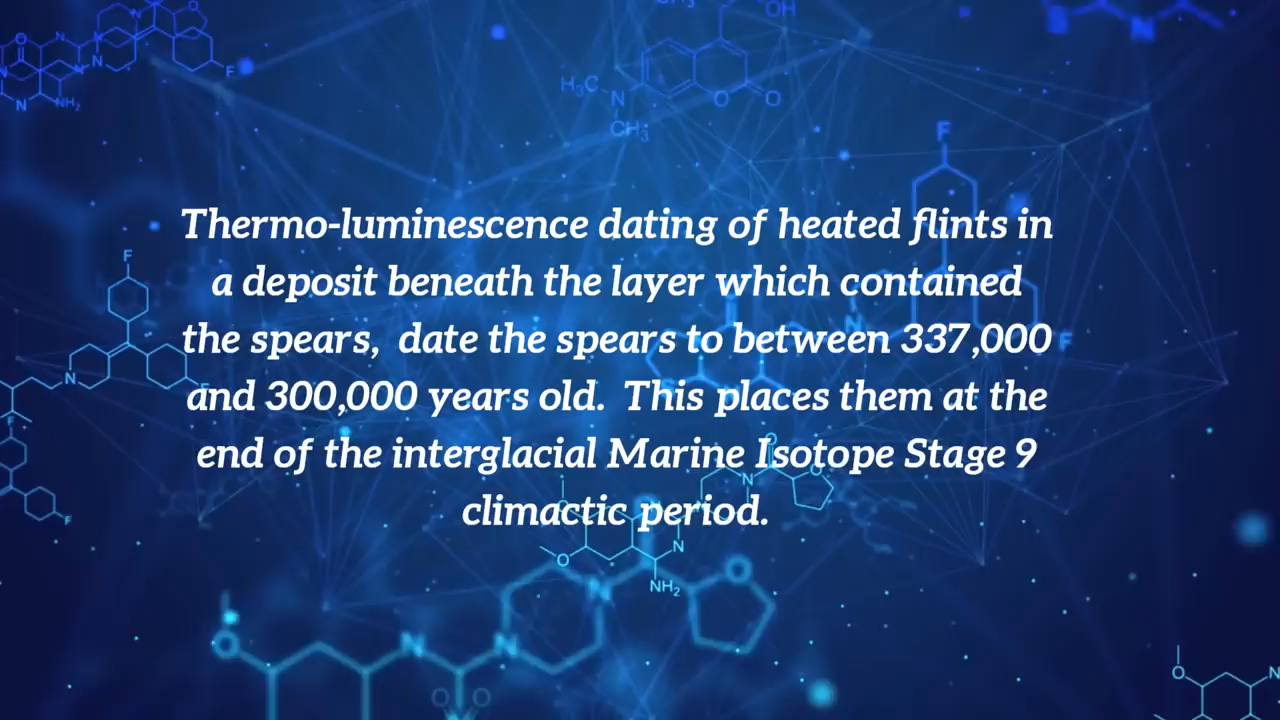 Thermo-luminescence dating of heated flints in
a deposit beneath the layer which contained
the spears,  date the spears to between 337,000
and 300,000 years old.  This places them at the
end of the interglacial Marine Isotope Stage 9
climactic period.